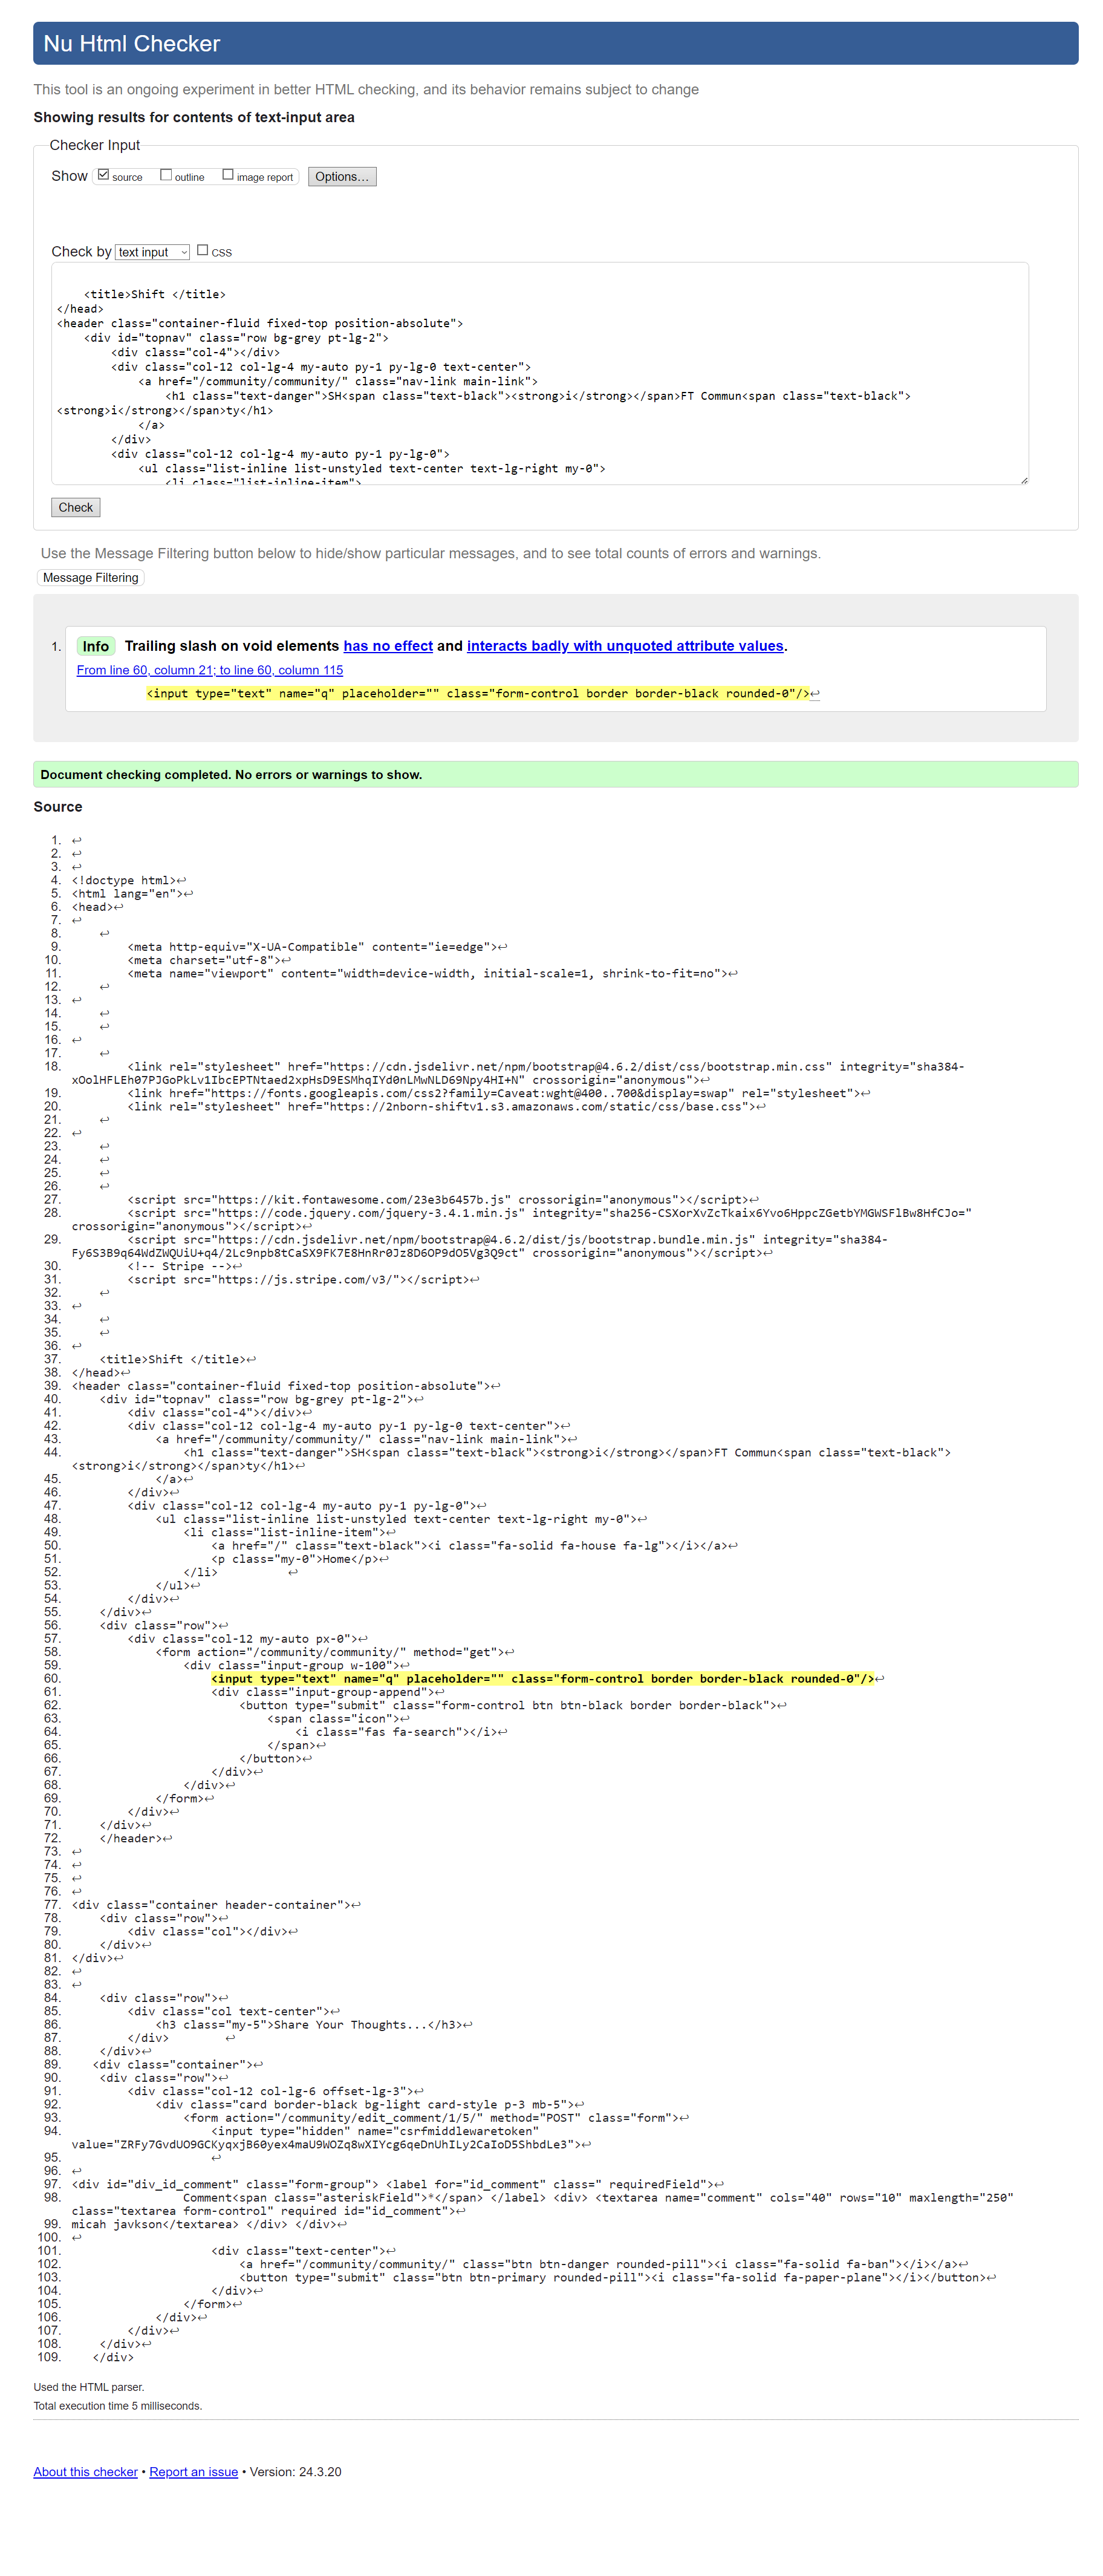 Nu Html Checker
This tool is an ongoing experiment in better HTML checking, and its behavior remains subject to change
Showing results for contents of text-input area
Checker Input
Show source outline image report Options...
Check by text input CSS
<title>Shift </title>
</head>
<header class="container-fluid fixed-top position-absolute">
<div id="topnav" class="row bg-grey pt-lg-2">
<div class="col-4"></div>
<div class="col-12 col-lg-4 my-auto py-1 py-lg-0 text-center">
<a href="/community/community/" class="nav-link main-link">
<h1 class="text-danger">SH<span class="text-black"><strong>i</strong></span>FT Commun<span class="text-black">
<strong>i</strong></span>ty</h1>
</a>
</div>
<div class="col-12 col-lg-4 my-auto py-1 py-lg-0">
<ul class="list-inline list-unstyled text-center text-lg-right my-0">
<li class="list-inline-item">
Check
Use the Message Filtering button below to hide/show particular messages, and to see total counts of errors and warnings.
Message Filtering
1. Info Trailing slash on void elements has no effect and interacts badly with unquoted attribute values.
From line 60, column 21; to line 60, column 115
<input type="text" name="q" placeholder="" class="form-control border border-black rounded-0"/>↩
Document checking completed. No errors or warnings to show.
Source
1. ↩
2. ↩
3. ↩
4. <!doctype html>↩
5. <html lang="en">↩
6. <head>↩
7. ↩
8. ↩
9. <meta http-equiv="X-UA-Compatible" content="ie=edge">↩
10. <meta charset="utf-8">↩
11. <meta name="viewport" content="width=device-width, initial-scale=1, shrink-to-fit=no">↩
12. ↩
13. ↩
14. ↩
15. ↩
16. ↩
17. ↩
18. <link rel="stylesheet" href="https://cdn.jsdelivr.net/npm/bootstrap@4.6.2/dist/css/bootstrap.min.css" integrity="sha384-
xOolHFLEh07PJGoPkLv1IbcEPTNtaed2xpHsD9ESMhqIYd0nLMwNLD69Npy4HI+N" crossorigin="anonymous">↩
19. <link href="https://fonts.googleapis.com/css2?family=Caveat:wght@400..700&display=swap" rel="stylesheet">↩
20. <link rel="stylesheet" href="https://2nborn-shiftv1.s3.amazonaws.com/static/css/base.css">↩
21. ↩
22. ↩
23. ↩
24. ↩
25. ↩
26. ↩
27. <script src="https://kit.fontawesome.com/23e3b6457b.js" crossorigin="anonymous"></script>↩
28. <script src="https://code.jquery.com/jquery-3.4.1.min.js" integrity="sha256-CSXorXvZcTkaix6Yvo6HppcZGetbYMGWSFlBw8HfCJo="
crossorigin="anonymous"></script>↩
29. <script src="https://cdn.jsdelivr.net/npm/bootstrap@4.6.2/dist/js/bootstrap.bundle.min.js" integrity="sha384-
Fy6S3B9q64WdZWQUiU+q4/2Lc9npb8tCaSX9FK7E8HnRr0Jz8D6OP9dO5Vg3Q9ct" crossorigin="anonymous"></script>↩
30. <!-- Stripe -->↩
31. <script src="https://js.stripe.com/v3/"></script>↩
32. ↩
33. ↩
34. ↩
35. ↩
36. ↩
37. <title>Shift </title>↩
38. </head>↩
39. <header class="container-fluid fixed-top position-absolute">↩
40. <div id="topnav" class="row bg-grey pt-lg-2">↩
41. <div class="col-4"></div>↩
42. <div class="col-12 col-lg-4 my-auto py-1 py-lg-0 text-center">↩
43. <a href="/community/community/" class="nav-link main-link">↩
44. <h1 class="text-danger">SH<span class="text-black"><strong>i</strong></span>FT Commun<span class="text-black">
<strong>i</strong></span>ty</h1>↩
45. </a>↩
46. </div>↩
47. <div class="col-12 col-lg-4 my-auto py-1 py-lg-0">↩
48. <ul class="list-inline list-unstyled text-center text-lg-right my-0">↩
49. <li class="list-inline-item">↩
50. <a href="/" class="text-black"><i class="fa-solid fa-house fa-lg"></i></a>↩
51. <p class="my-0">Home</p>↩
52. </li> ↩
53. </ul>↩
54. </div>↩
55. </div>↩
56. <div class="row">↩
57. <div class="col-12 my-auto px-0">↩
58. <form action="/community/community/" method="get">↩
59. <div class="input-group w-100">↩
60. <input type="text" name="q" placeholder="" class="form-control border border-black rounded-0"/>↩
61. <div class="input-group-append">↩
62. <button type="submit" class="form-control btn btn-black border border-black">↩
63. <span class="icon">↩
64. <i class="fas fa-search"></i>↩
65. </span>↩
66. </button>↩
67. </div>↩
68. </div>↩
69. </form>↩
70. </div>↩
71. </div>↩
72. </header>↩
73. ↩
74. ↩
75. ↩
76. ↩
77. <div class="container header-container">↩
78. <div class="row">↩
79. <div class="col"></div>↩
80. </div>↩
81. </div>↩
82. ↩
83. ↩
84. <div class="row">↩
85. <div class="col text-center">↩
86. <h3 class="my-5">Share Your Thoughts...</h3>↩
87. </div> ↩
88. </div>↩
89. <div class="container">↩
90. <div class="row">↩
91. <div class="col-12 col-lg-6 offset-lg-3">↩
92. <div class="card border-black bg-light card-style p-3 mb-5">↩
93. <form action="/community/edit_comment/1/5/" method="POST" class="form">↩
94. <input type="hidden" name="csrfmiddlewaretoken"
value="ZRFy7GvdUO9GCKyqxjB60yex4maU9WOZq8wXIYcg6qeDnUhILy2CaIoD5ShbdLe3">↩
95. ↩
96. ↩
97. <div id="div_id_comment" class="form-group"> <label for="id_comment" class=" requiredField">↩
98. Comment<span class="asteriskField">*</span> </label> <div> <textarea name="comment" cols="40" rows="10" maxlength="250"
class="textarea form-control" required id="id_comment">↩
99. micah javkson</textarea> </div> </div>↩
100. ↩
101. <div class="text-center">↩
102. <a href="/community/community/" class="btn btn-danger rounded-pill"><i class="fa-solid fa-ban"></i></a>↩
103. <button type="submit" class="btn btn-primary rounded-pill"><i class="fa-solid fa-paper-plane"></i></button>↩
104. </div>↩
105. </form>↩
106. </div>↩
107. </div>↩
108. </div>↩
109. </div>
Used the HTML parser.
Total execution time 5 milliseconds.
About this checker • Report an issue • Version: 24.3.20